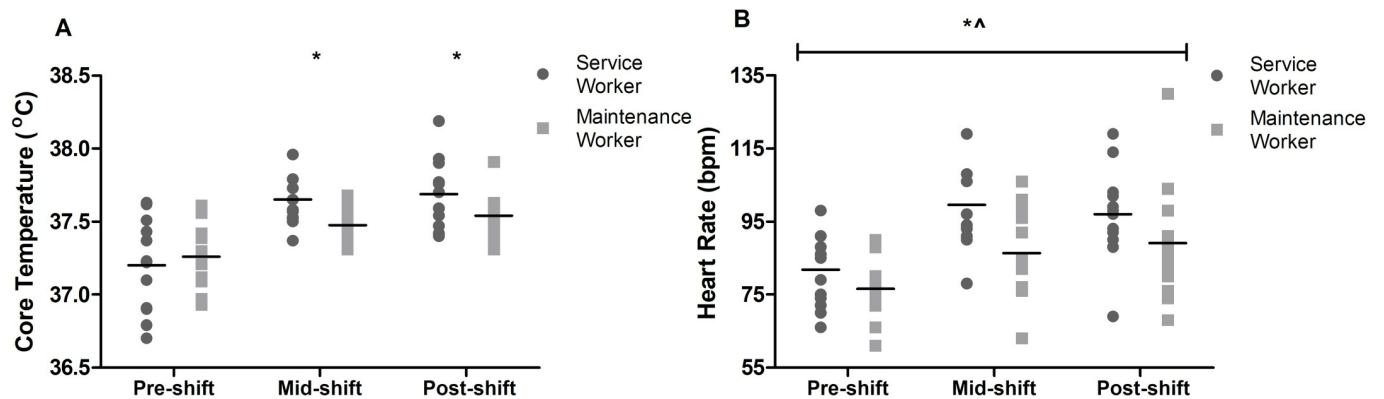 A
*
*
Service
Worker
Maintenance
Worker
38.5
38.0
37.5
37.0
36.5
Core Temperature ( °C)
Pre-shift
Mid-shift
Post-shift
B
*^
Service
Worker
Maintenance
Worker
135
115
95
75
55
Heart Rate (bpm)
Pre-shift
Mid-shift
Post-shift